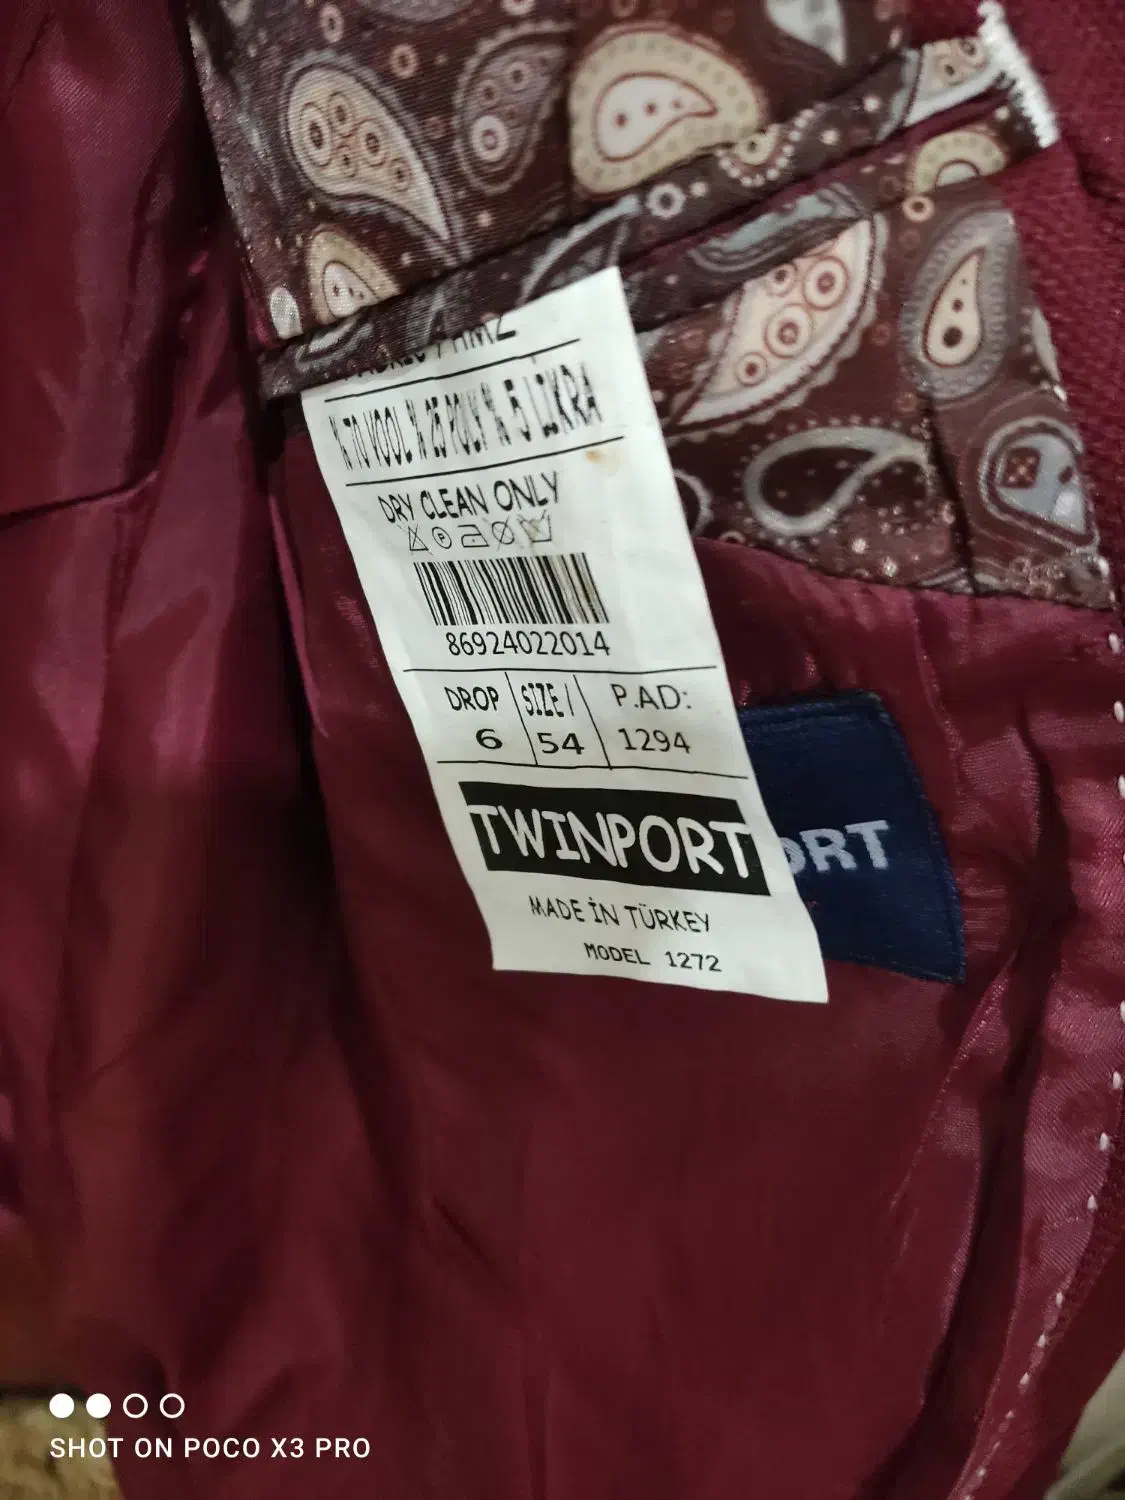 % 70 VOOL % 25 POLY % 5 LİKRA
DRY CLEAN ONLY
86924022014
DROP SIZE/ P.AD:
6 54 1294
TWINPORT
MADE İN TÜRKEY
MODEL 1272
ORT
SHOT ON POCO X3 PRO